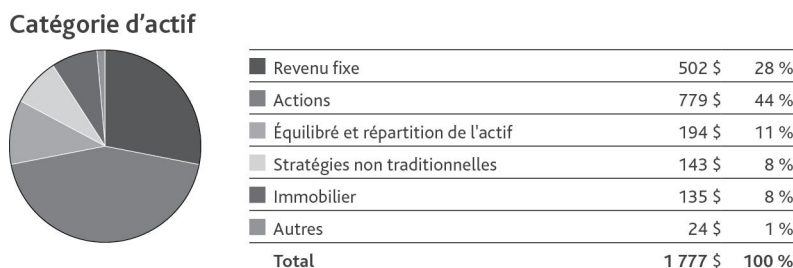 Catégorie d'actif
Revenu fixe 502 $ 28 %
Actions 779 $ 44 %
Équilibré et répartition de l'actif 194 $ 11 %
Stratégies non traditionnelles 143 $ 8 %
Immobilier 135 $ 8 %
Autres 24 $ 1 %
Total 1 777 $ 100 %